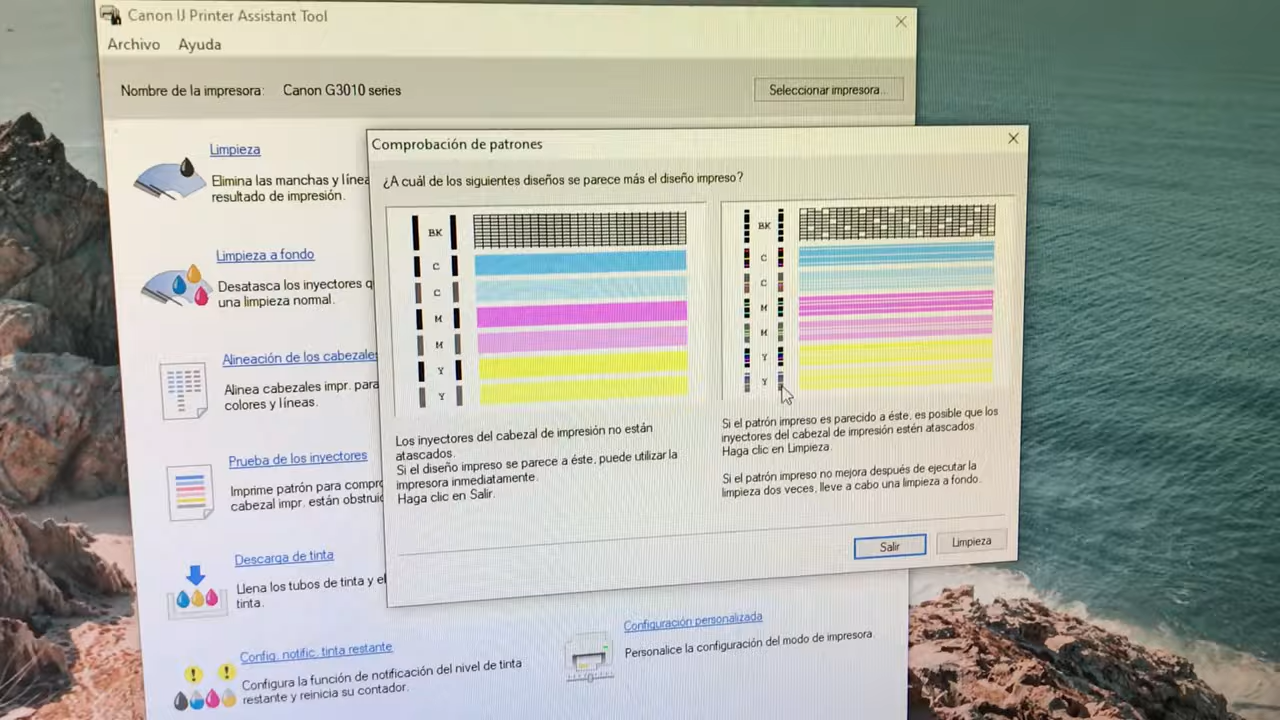 Canon IJ Printer Assistant Tool
Archivo Ayuda
Nombre de la impresora: Canon G3010 series
Seleccionar impresora...
Limpieza
Elimina las manchas y línea
resultado de impresión.
Limpieza a fondo
Desatasca los inyectores q
una limpieza normal.
Alineación de los cabezales
Alinea cabezales impr. para
colores y líneas.
Prueba de los inyectores
Imprime patrón para compro
cabezal impr. están obstruid
Descarga de tinta
Llena los tubos de tinta y el
tinta.
Config. notific. tinta restante
Configura la función de notificación del nivel de tinta
restante y reinicia su contador.
Configuración personalizada
Personalice la configuración del modo de impresora.
Comprobación de patrones
¿A cuál de los siguientes diseños se parece más el diseño impreso?
BK
C
C
M
M
Y
Y
Los inyectores del cabezal de impresión no están
atascados.
Si el diseño impreso se parece a éste, puede utilizar la
impresora inmediatamente.
Haga clic en Salir.
BK
C
C
M
M
Y
Y
Si el patrón impreso es parecido a éste, es posible que los
inyectores del cabezal de impresión estén atascados.
Haga clic en Limpieza.
Si el patrón impreso no mejora después de ejecutar la
limpieza dos veces, lleve a cabo una limpieza a fondo.
Salir
Limpieza